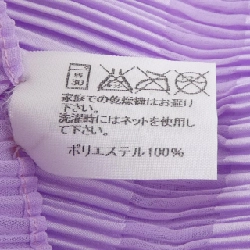 家庭での乾燥機はお避け下さい。
洗濯時にはネットを使用して下さい。
ポリエステル100%